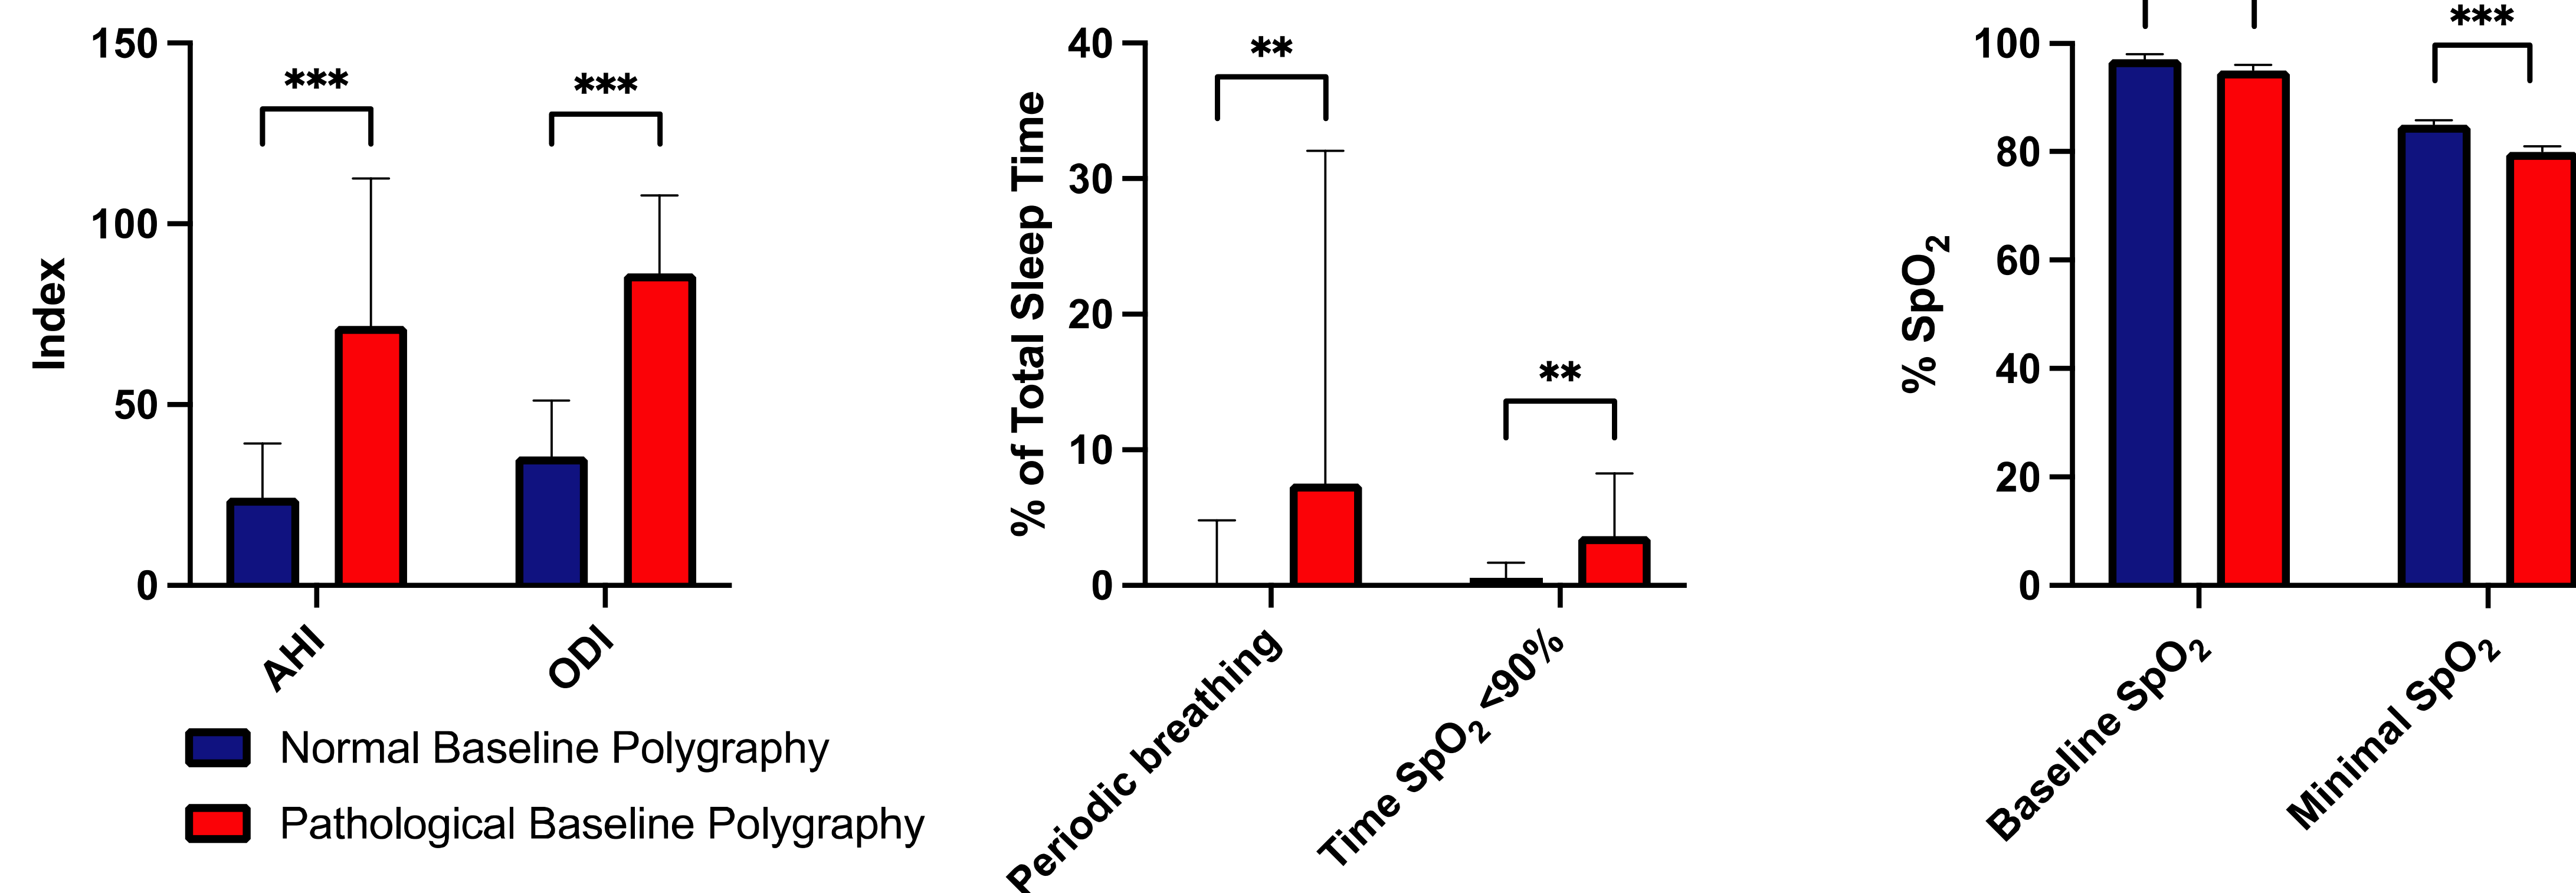 150
100
50
0
Index
***
***
AHI
ODI
Normal Baseline Polygraphy
Pathological Baseline Polygraphy
40
30
20
10
0
% of Total Sleep Time
**
**
Periodic breathing
Time SpO₂ <90%
100
80
60
40
20
0
% SpO₂
***
Baseline SpO₂
Minimal SpO₂